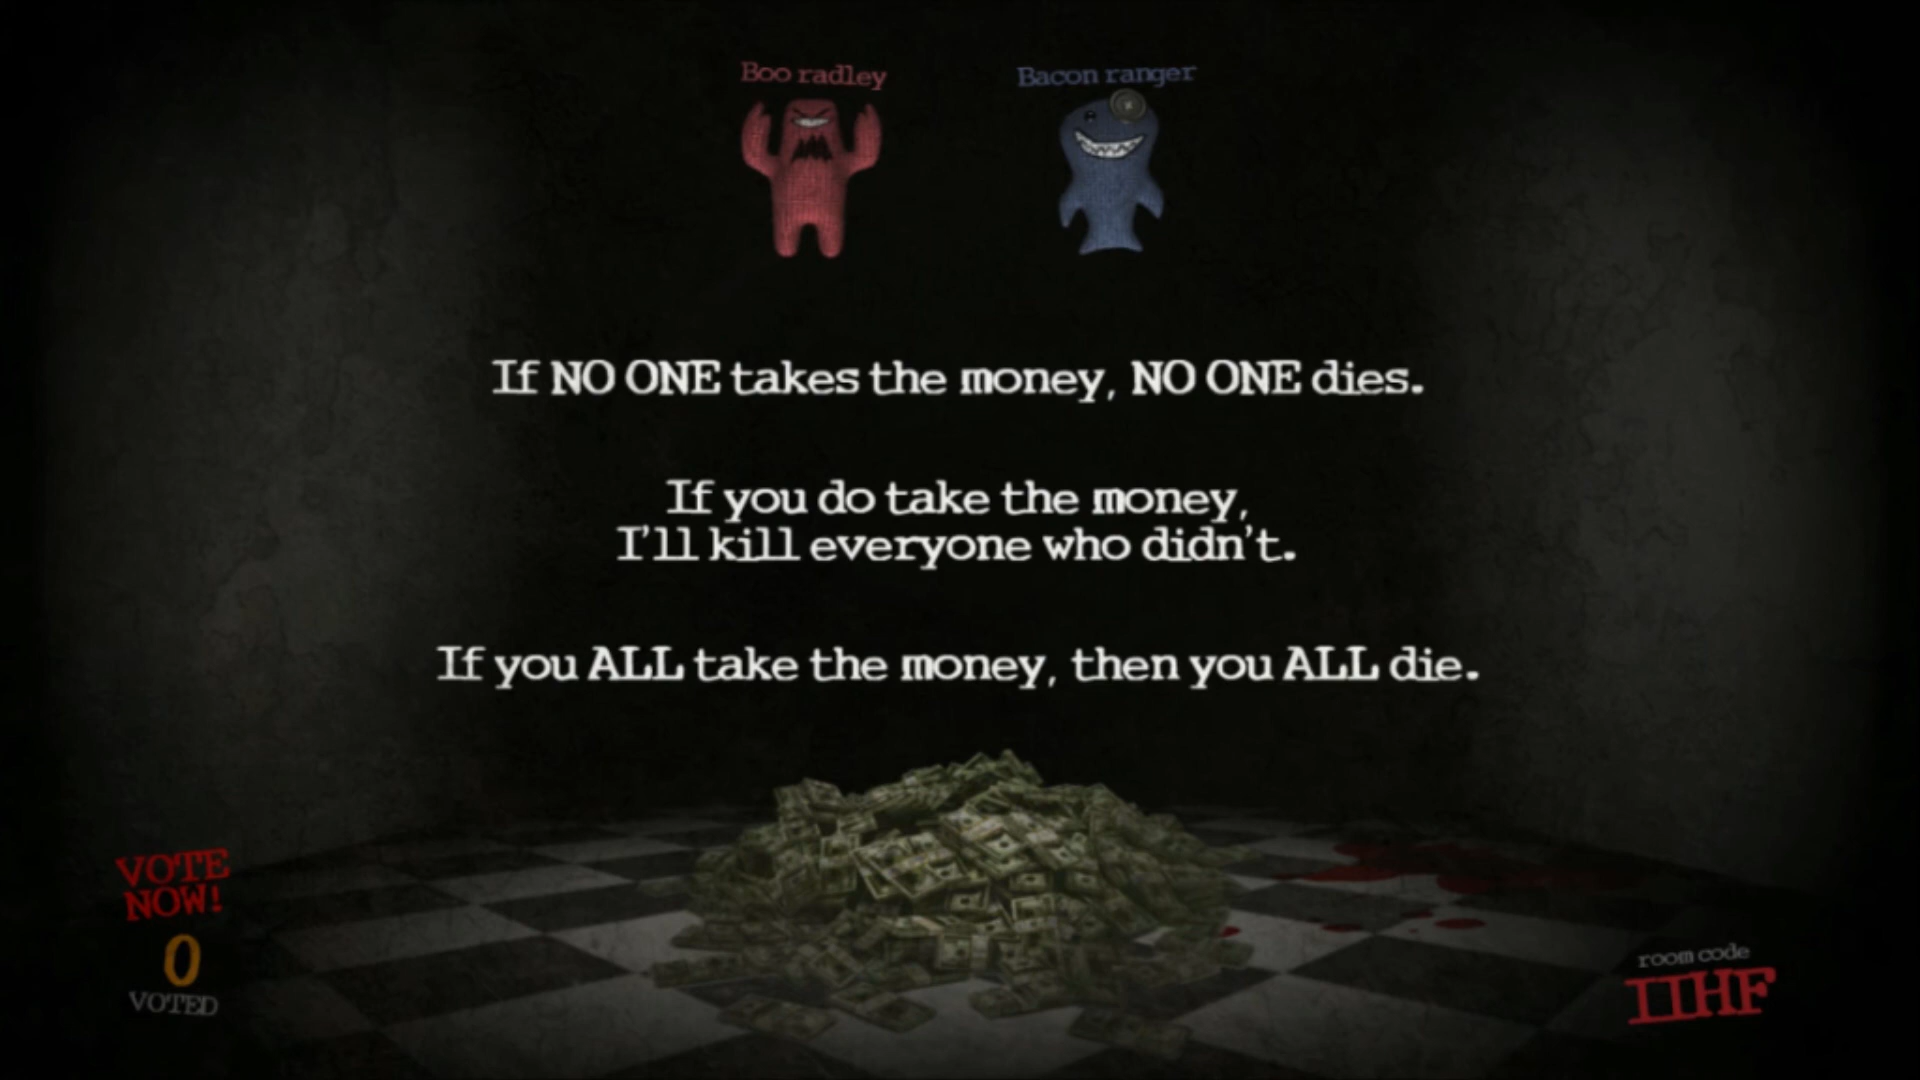 Boo radley
Bacon ranger
If NO ONE takes the money, NO ONE dies.
If you do take the money,
I'll kill everyone who didn't.
If you ALL take the money, then you ALL die.
VOTE
NOW!
0
VOTED
room code
IIHF